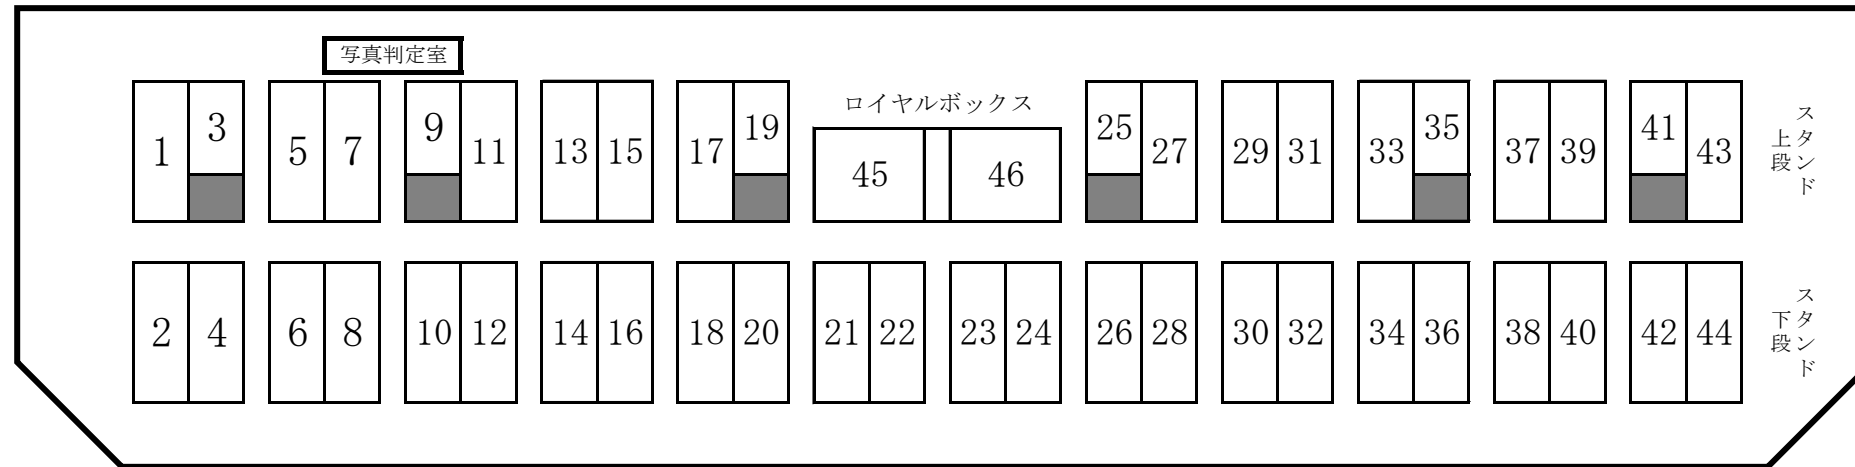 写真判定室
ロイヤルボックス
1 3 5 7 9 11 13 15 17 19 45 46 25 27 29 31 33 35 37 39 41 43
スタンド
上段
2 4 6 8 10 12 14 16 18 20 21 22 23 24 26 28 30 32 34 36 38 40 42 44
スタンド
下段